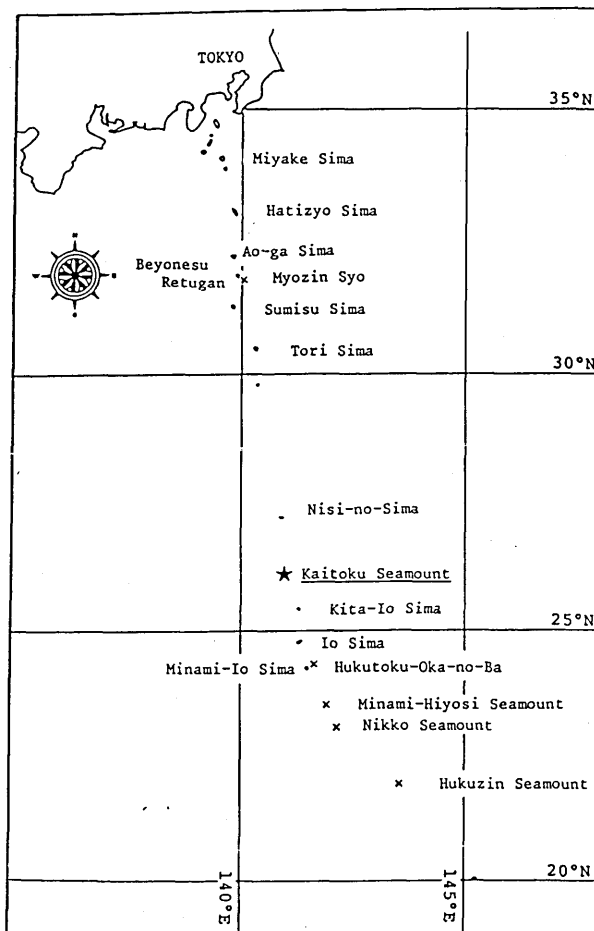 TOKYO
35°N
Miyake Sima
Hatizyo Sima
Ao-ga Sima
Beyonesu
Retugan
Myozin Syo
Sumisu Sima
Tori Sima
30°N
Nisi-no-Sima
Kaitoku Seamount
Kita-Io Sima
25°N
Io Sima
Minami-Io Sima
Hukutoku-Oka-no-Ba
Minami-Hiyosi Seamount
Nikko Seamount
Hukuzin Seamount
20°N
140°E
145°E